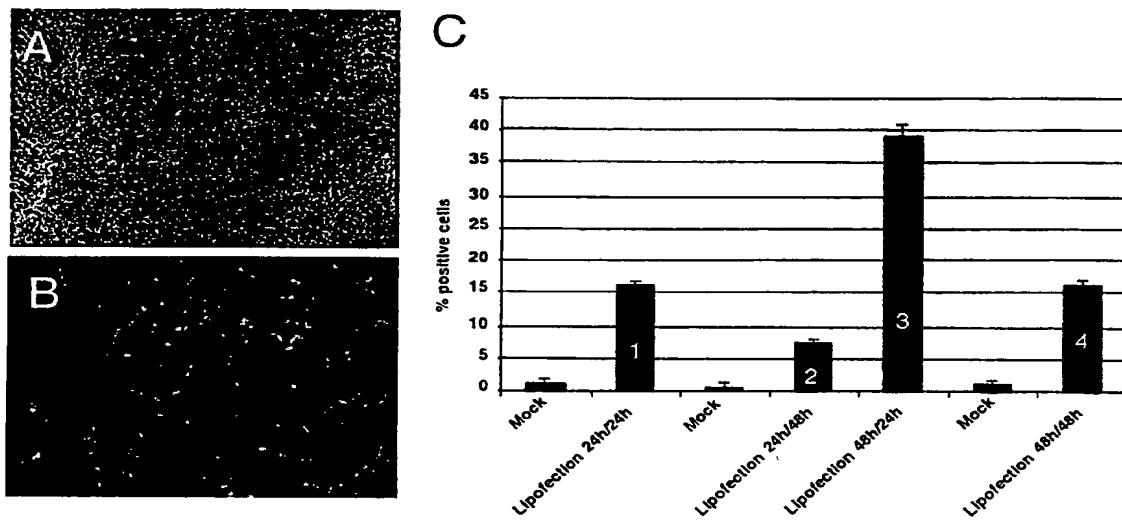 A
B
C
% positive cells
45
40
35
30
25
20
15
10
5
0
1
2
3
4
Mock
Lipofection 24h/24h
Mock
Lipofection 24h/48h
Lipofection 48h/24h
Mock
Lipofection 48h/48h